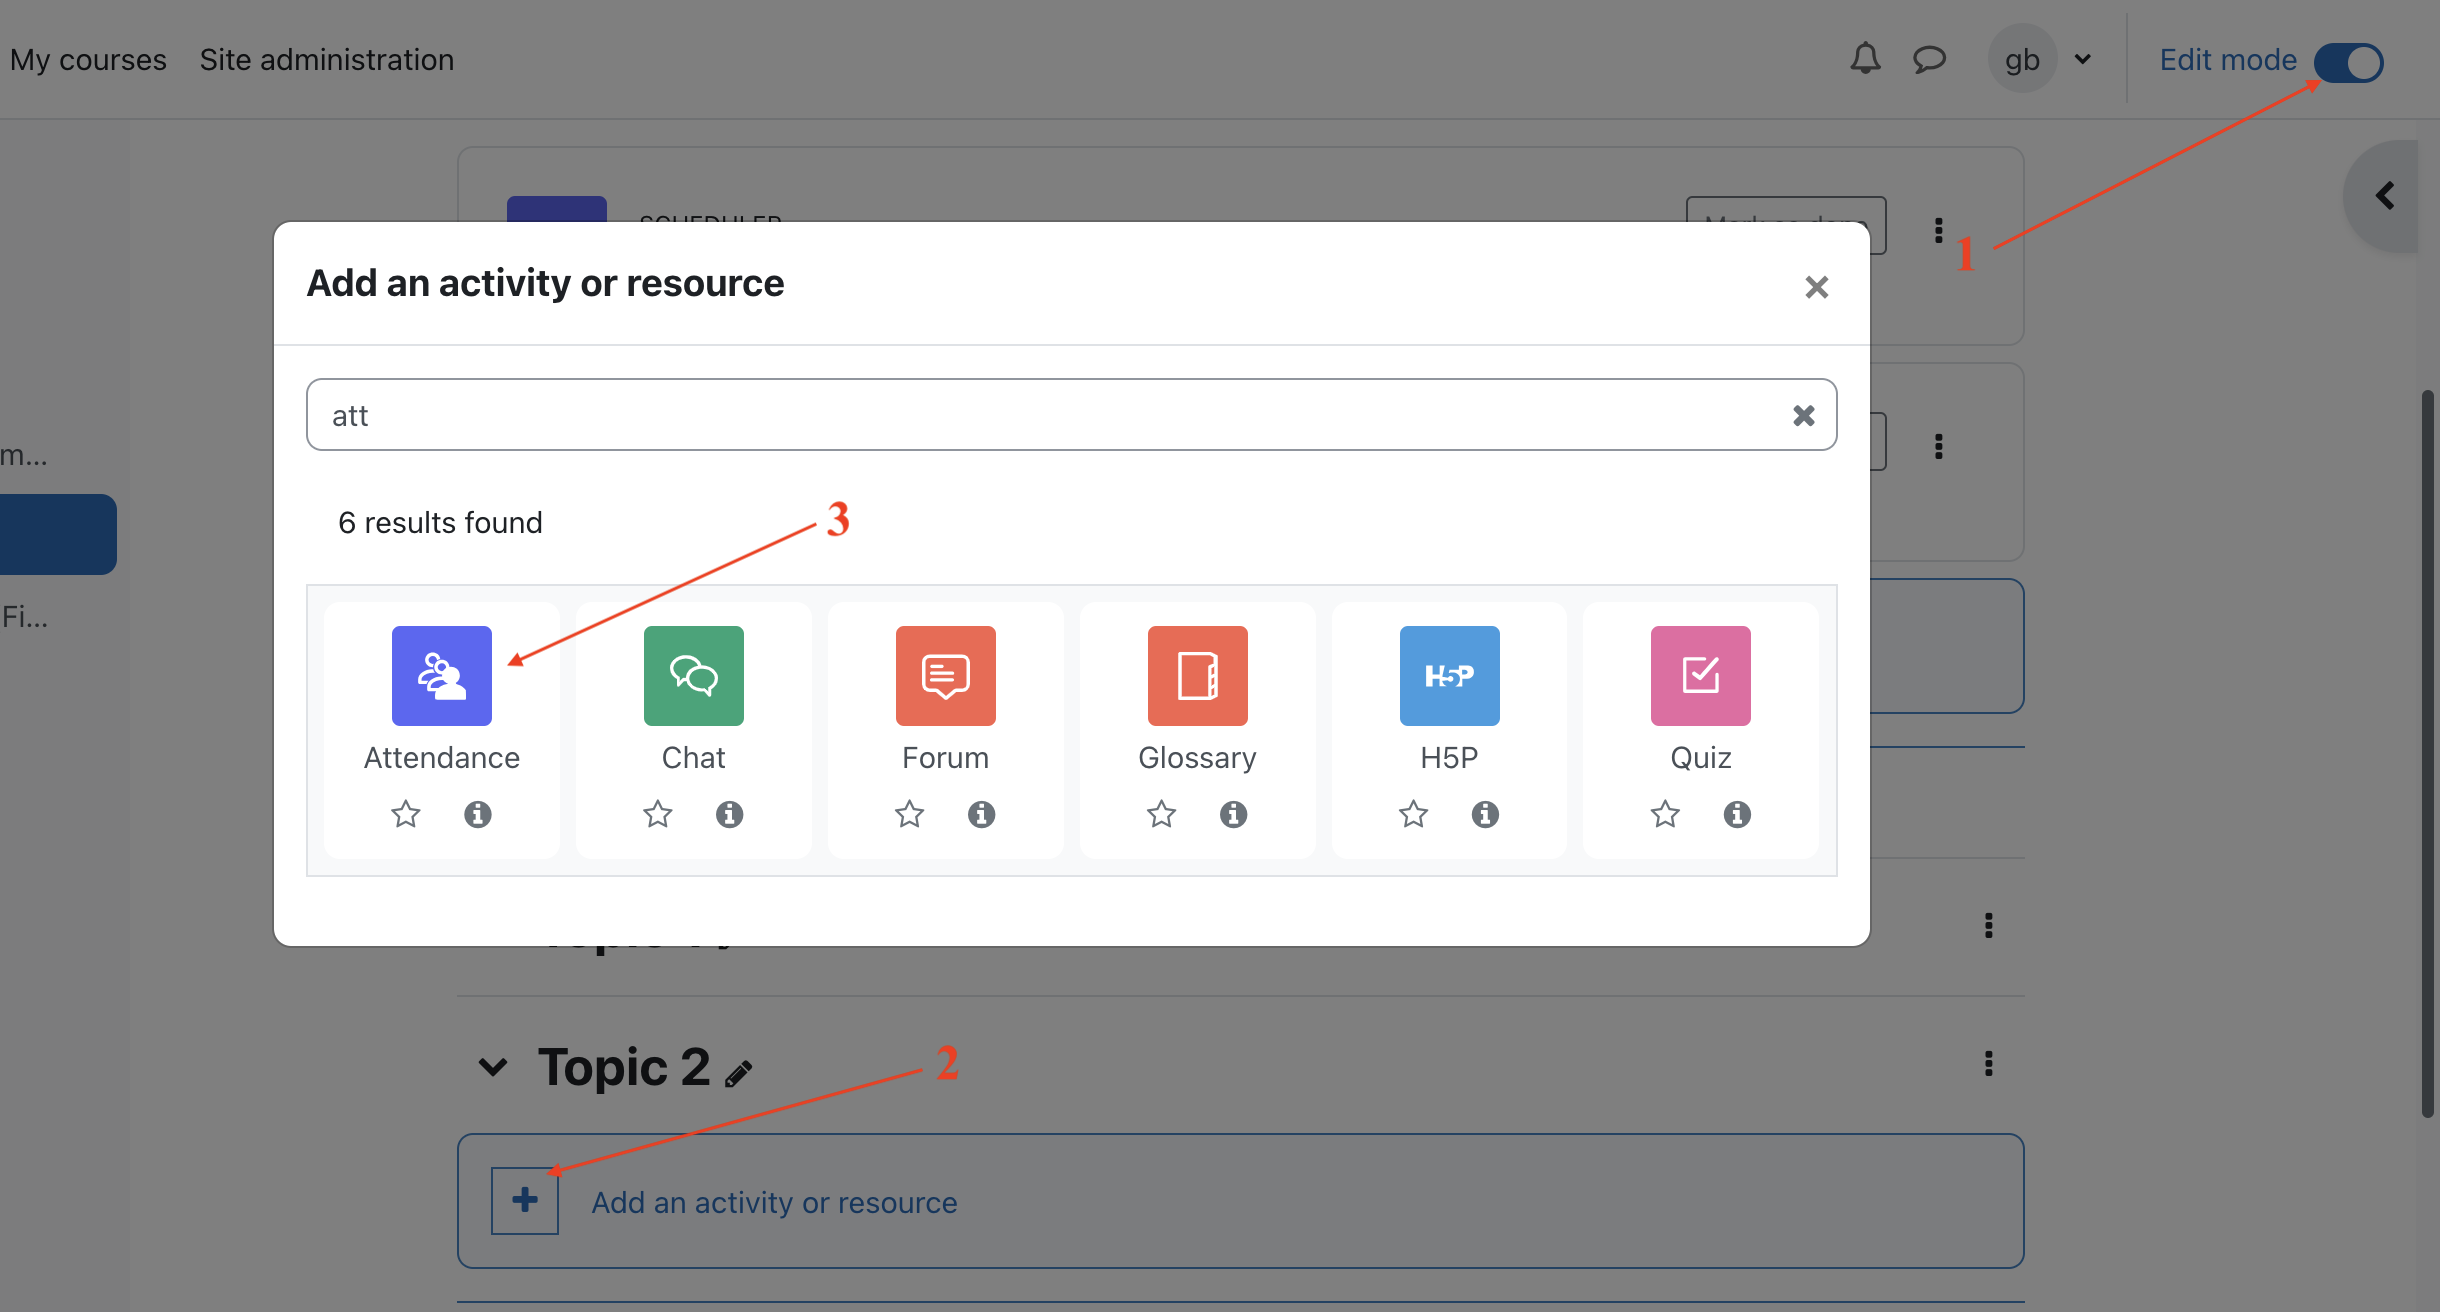 My courses Site administration gb Edit mode
1
Add an activity or resource
att
m...
6 results found
3
Fi...
H5P
Attendance Chat Forum Glossary H5P Quiz
Topic 2
2
Add an activity or resource